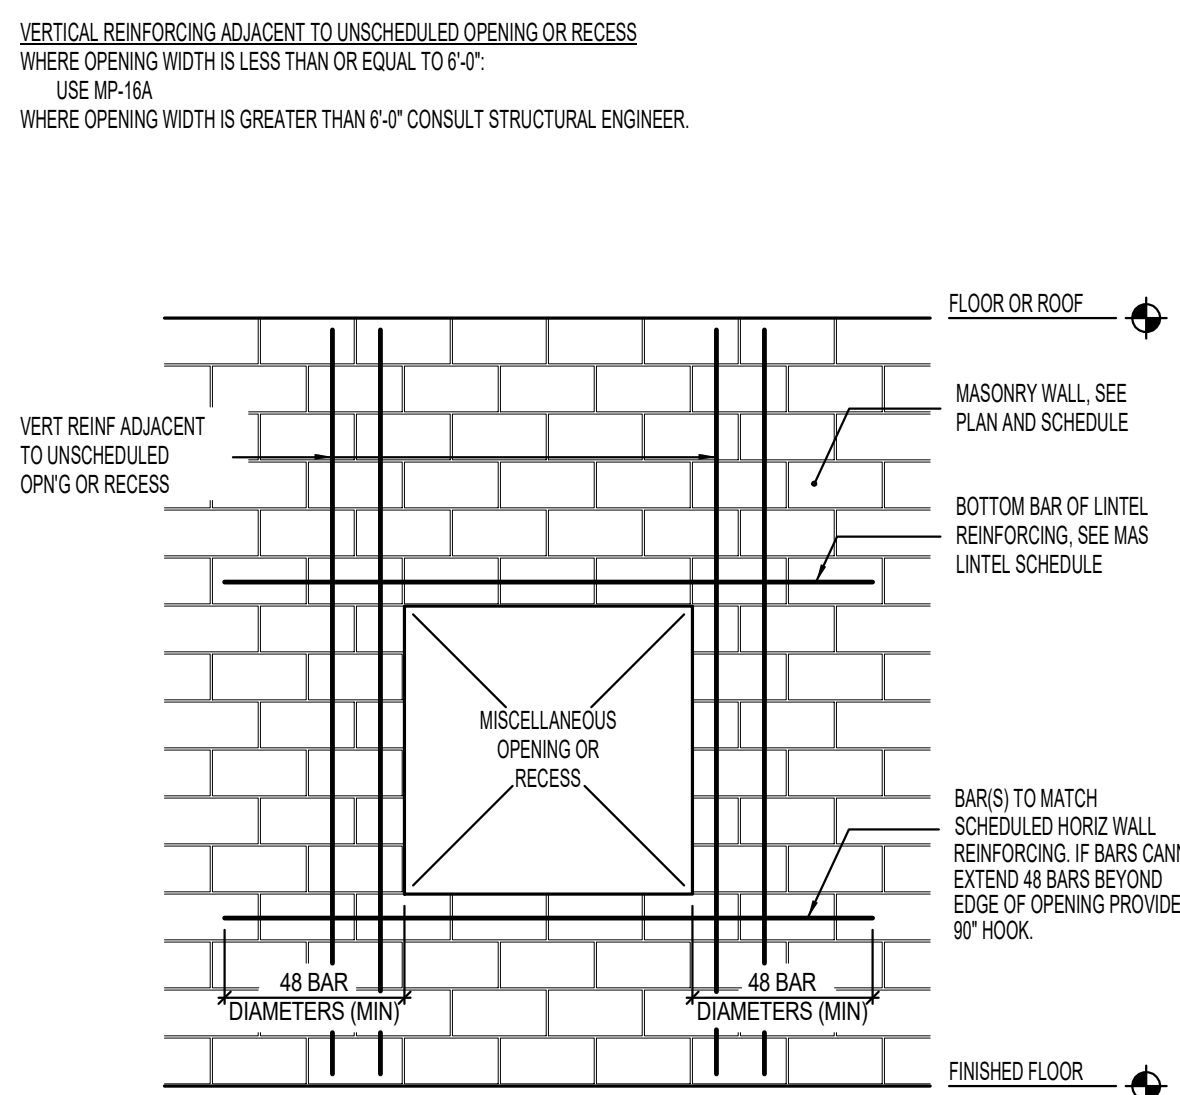 VERTICAL REINFORCING ADJACENT TO UNSCHEDULED OPENING OR RECESS
WHERE OPENING WIDTH IS LESS THAN OR EQUAL TO 6'-0":
USE MP-16A
WHERE OPENING WIDTH IS GREATER THAN 6'-0" CONSULT STRUCTURAL ENGINEER.
FLOOR OR ROOF
MASONRY WALL, SEE
PLAN AND SCHEDULE
VERT REINF ADJACENT
TO UNSCHEDULED
OPN'G OR RECESS
BOTTOM BAR OF LINTEL
REINFORCING, SEE MAS
LINTEL SCHEDULE
MISCELLANEOUS
OPENING OR
RECESS
BAR(S) TO MATCH
SCHEDULED HORIZ WALL
REINFORCING. IF BARS
EXTEND 48 BARS BEYOND
EDGE OF OPENING PROVIDE
90" HOOK.
48 BAR
DIAMETERS (MIN)
48 BAR
DIAMETERS (MIN)
FINISHED FLOOR